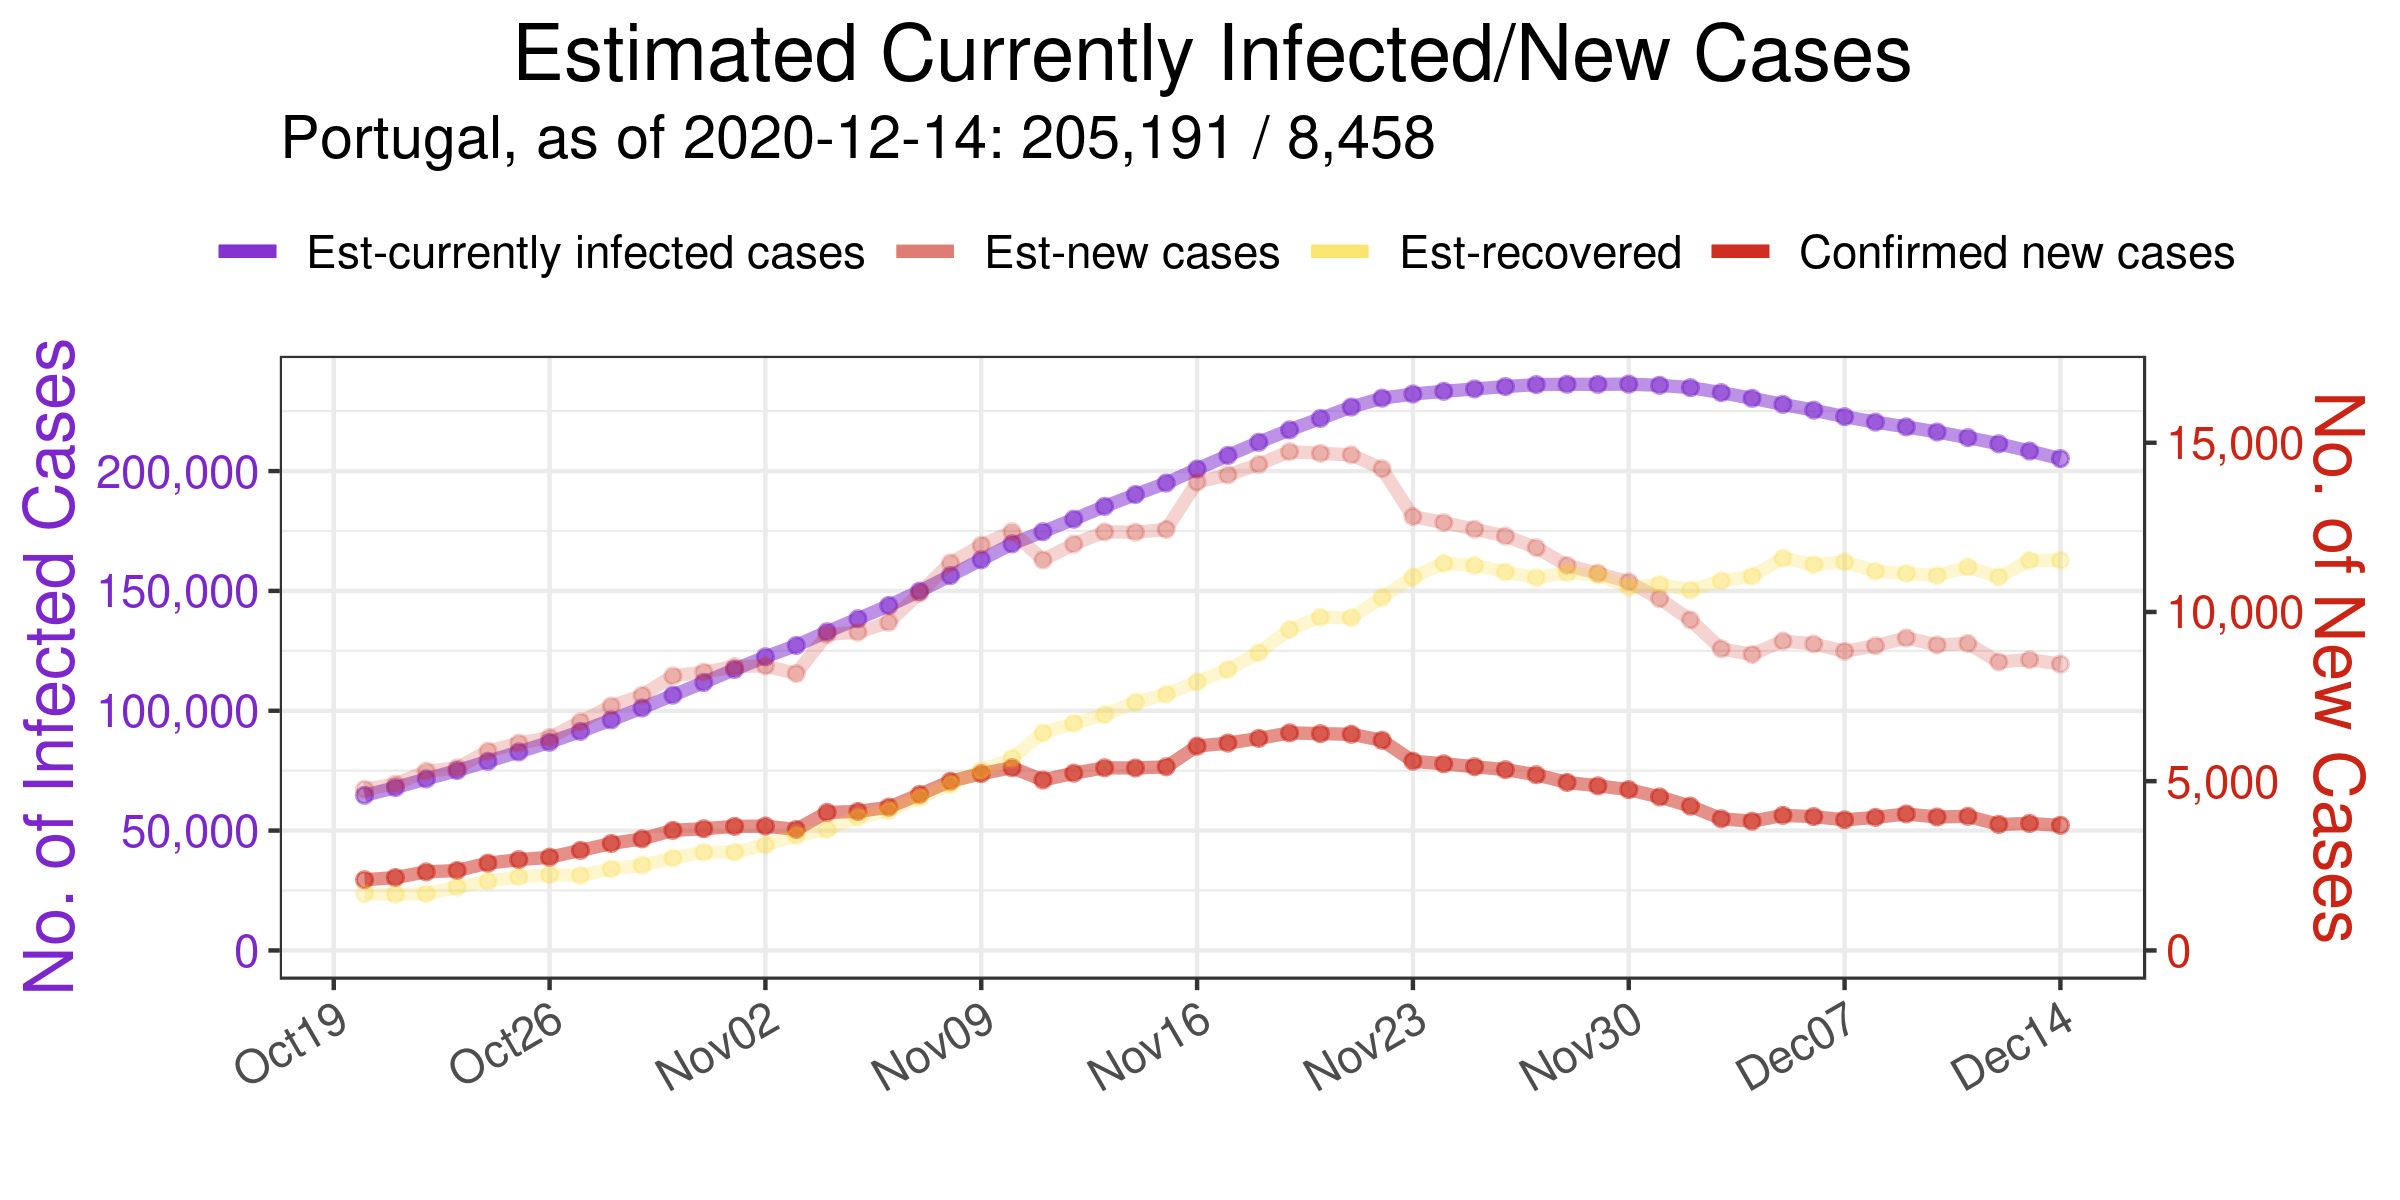 Estimated Currently Infected/New Cases
Portugal, as of 2020-12-14: 205,191 / 8,458
Est-currently infected cases
Est-new cases
Est-recovered
Confirmed new cases
No. of Infected Cases
200,000
150,000
100,000
50,000
0
15,000
10,000
5,000
0
No. of New Cases
Oct19
Oct26
Nov02
Nov09
Nov16
Nov23
Nov30
Dec07
Dec14